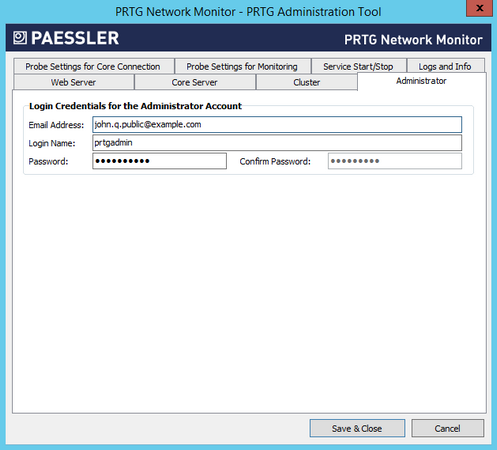 PRTG Network Monitor - PRTG Administration Tool
x
PAESSLER
PRTG Network Monitor
Probe Settings for Core Connection
Probe Settings for Monitoring
Service Start/Stop
Logs and Info
Web Server
Core Server
Cluster
Administrator
Login Credentials for the Administrator Account
Email Address: john.q.public@example.com
Login Name: prtgadmin
Password: ●●●●●●●●●● Confirm Password: ●●●●●●●●●
Save & Close
Cancel